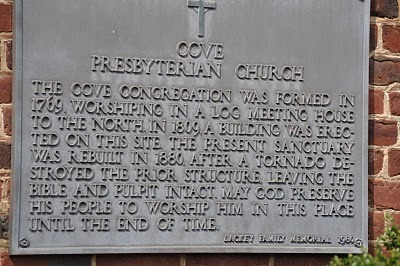 COVE
PRESBYTERIAN CHURCH
THE COVE CONGREGATION WAS FORMED IN
1769, WORSHIPING IN A LOG MEETING HOUSE
TO THE NORTH. IN 1809, A BUILDING WAS EREC-
TED ON THIS SITE. THE PRESENT SANCTUARY
WAS REBUILT IN 1880, AFTER A TORNADO DE-
STROYED THE PRIOR STRUCTURE, LEAVING THE
BIBLE AND PULPIT INTACT. MAY GOD PRESERVE
HIS PEOPLE TO WORSHIP HIM IN THIS PLACE
UNTIL THE END OF TIME.
LACKEY FAMILY MEMORIAL